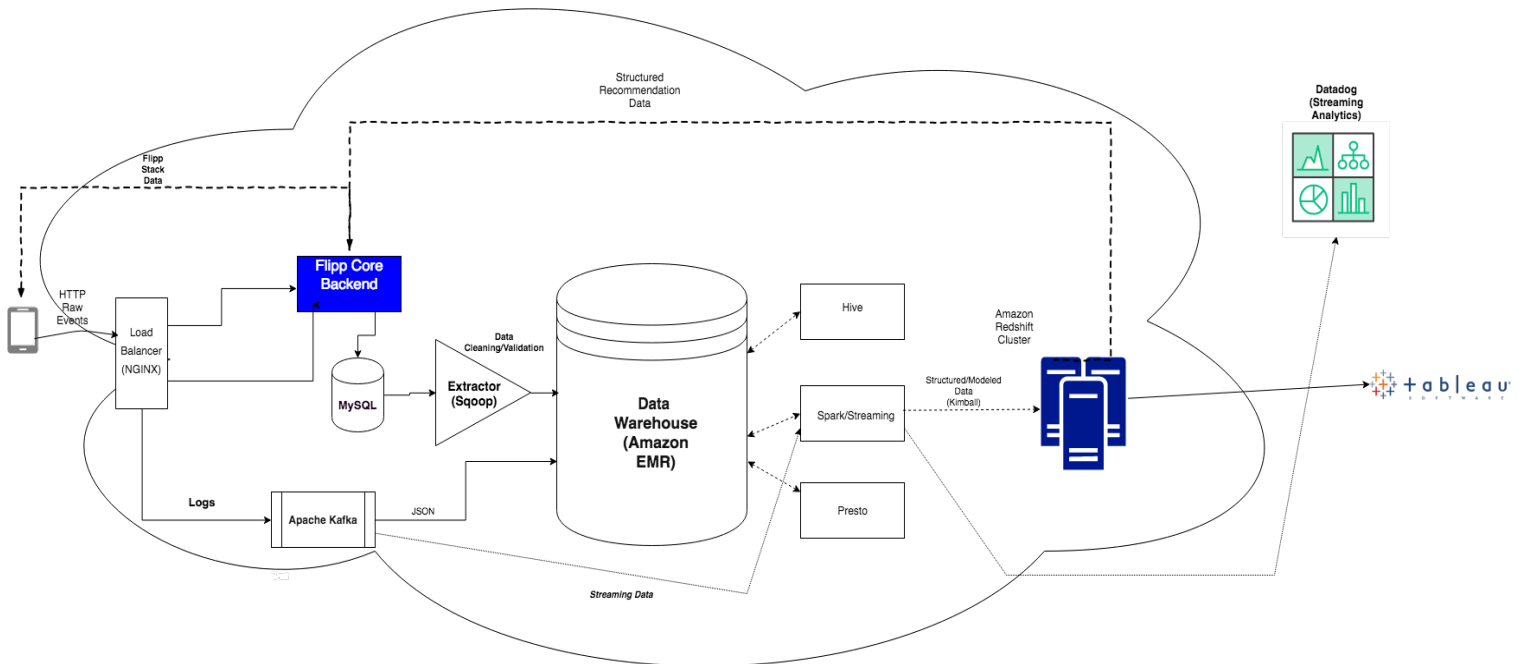 Structured
Recommendation
Data
Datadog
(Streaming
Analytics)
Flipp
Stack
Data
Flipp Core
Backend
HTTP
Raw
Events
Load
Balancer
(NGINX)
MySQL
Data
Cleaning/Validation
Extractor
(Sqoop)
Data
Warehouse
(Amazon
EMR)
Hive
Spark/Streaming
Presto
Structured/Modeled
Data
(Kimball)
Amazon
Redshift
Cluster
tableau
SOFTWARE
Logs
Apache Kafka
JSON
Streaming Data